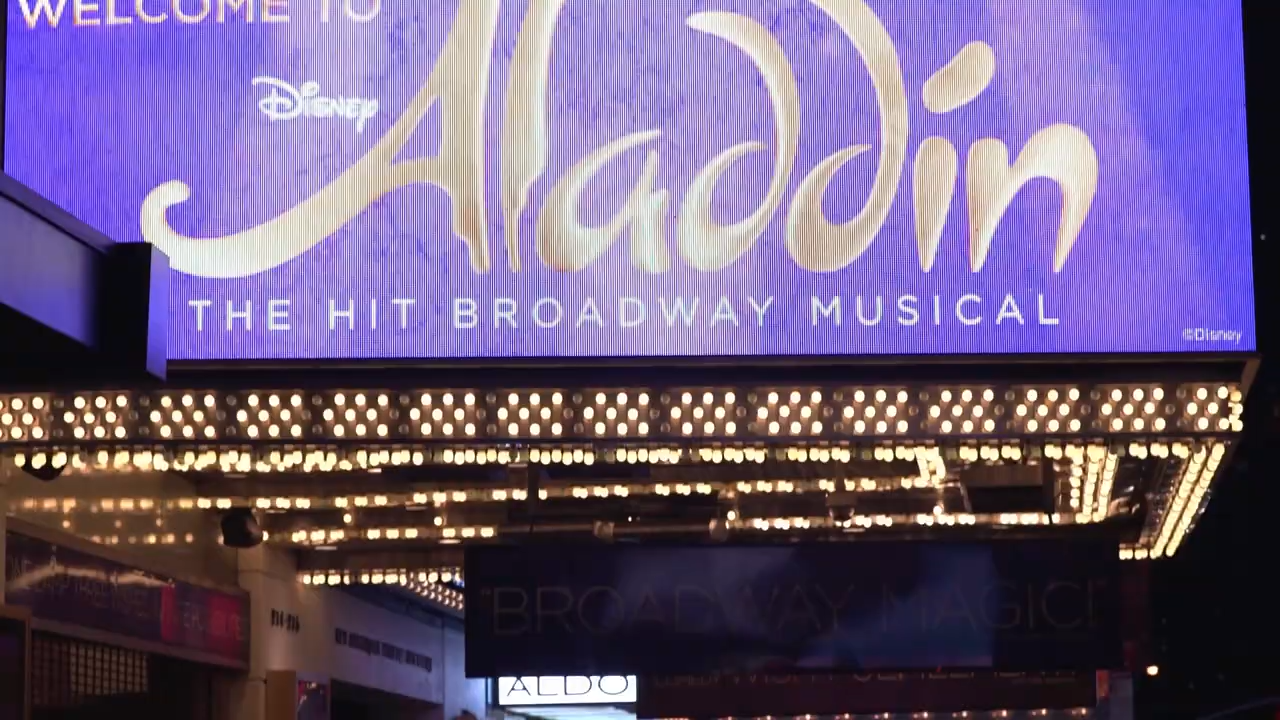 WELCOME TO
Disney
Aladdin
THE HIT BROADWAY MUSICAL
©Disney
"BROADWAY MAGIC!"
ALDO